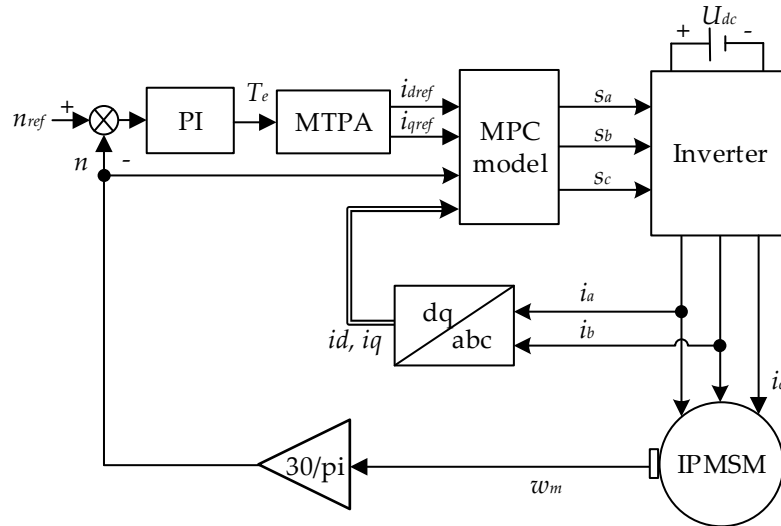 + U_dc -
n_ref + PI T_e MTPA i_dref i_qref MPC model s_a s_b s_c Inverter
n -
dq abc
i_a
i_b
id, iq
30/pi
w_m
IPMSM